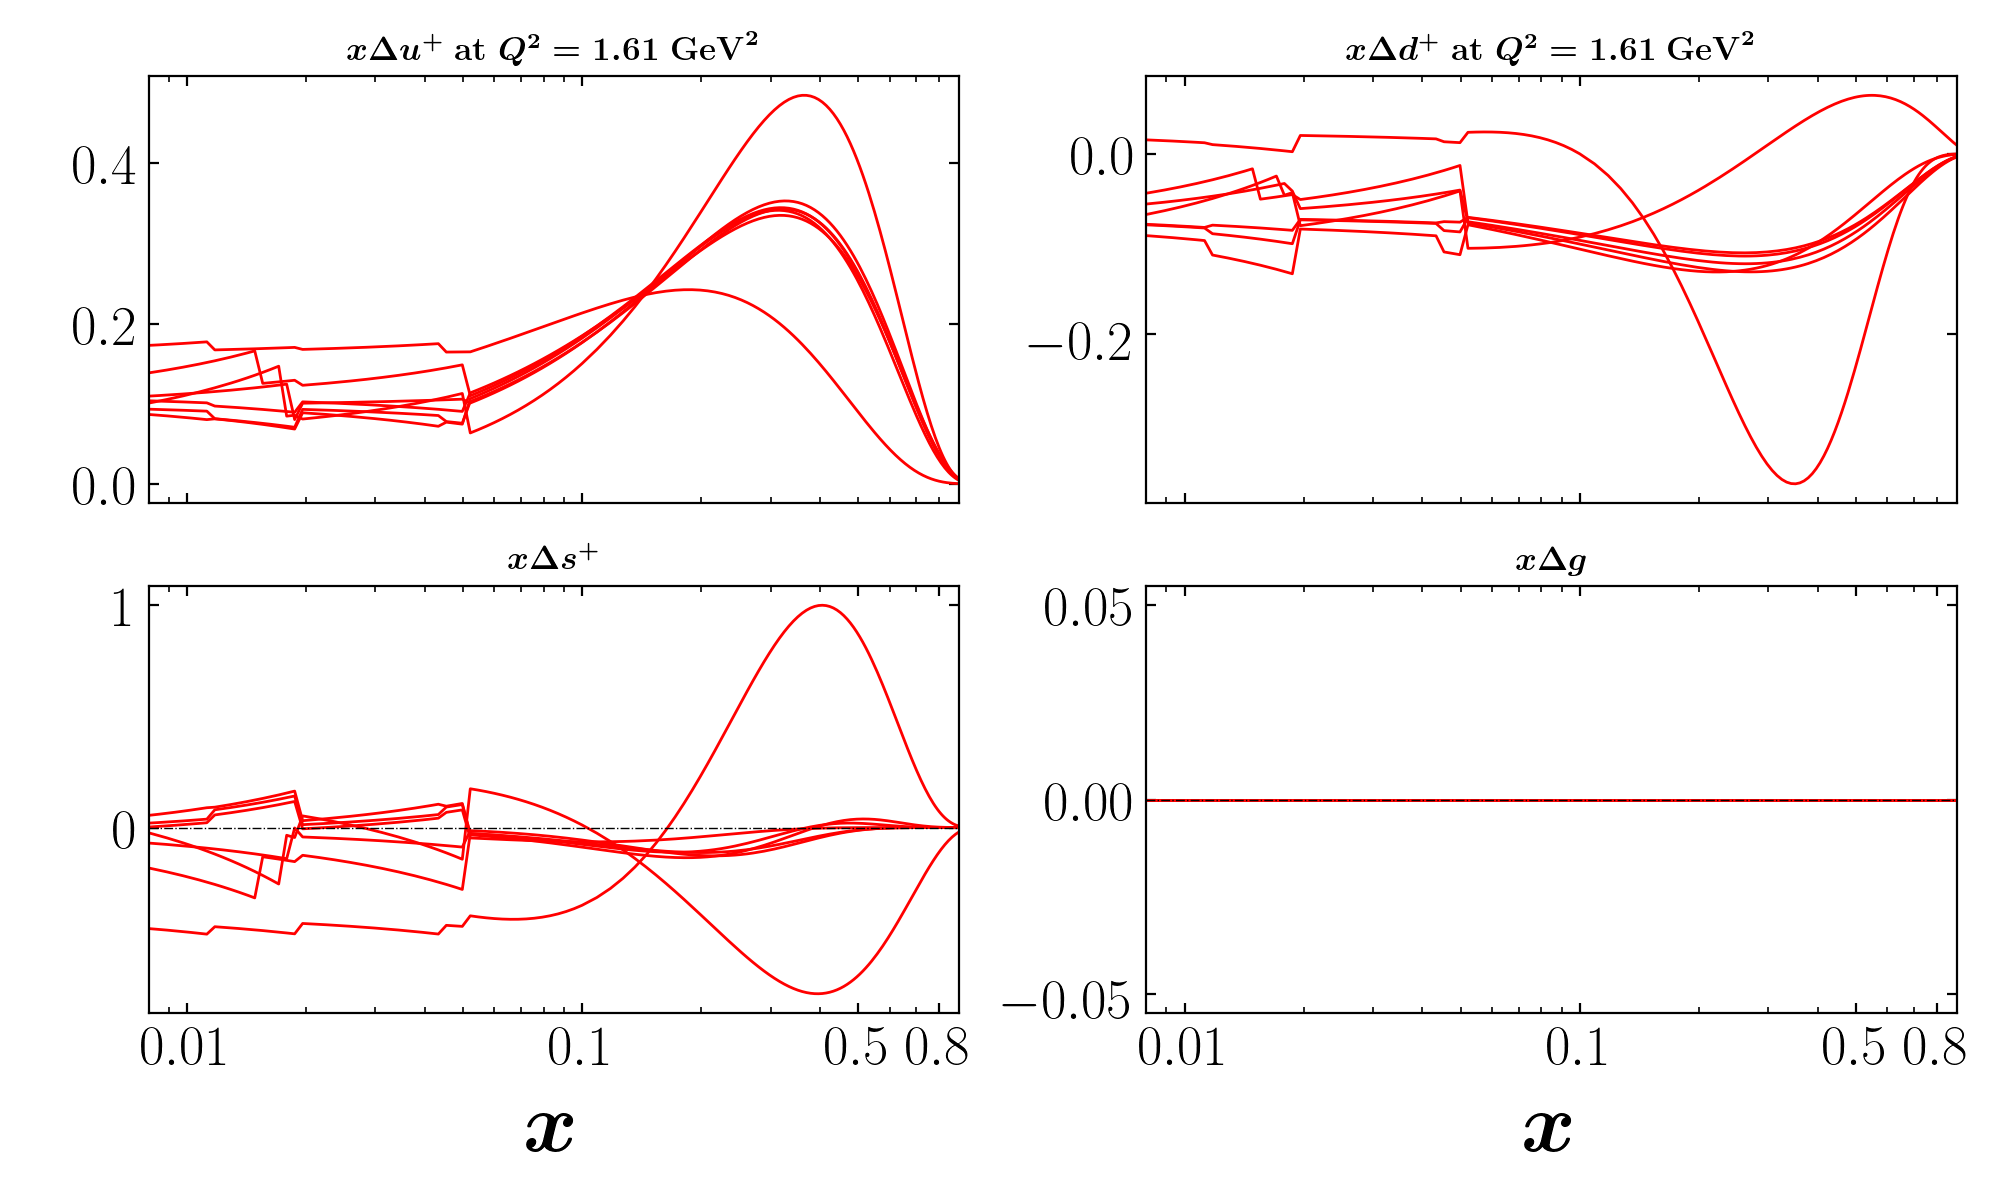 xΔu⁺ at Q² = 1.61 GeV²
xΔd⁺ at Q² = 1.61 GeV²
0.4
0.2
0.0
0.0
−0.2
xΔs⁺
xΔg
1
0
0.05
0.00
−0.05
0.01 0.1 0.5 0.8
0.01 0.1 0.5 0.8
x
x